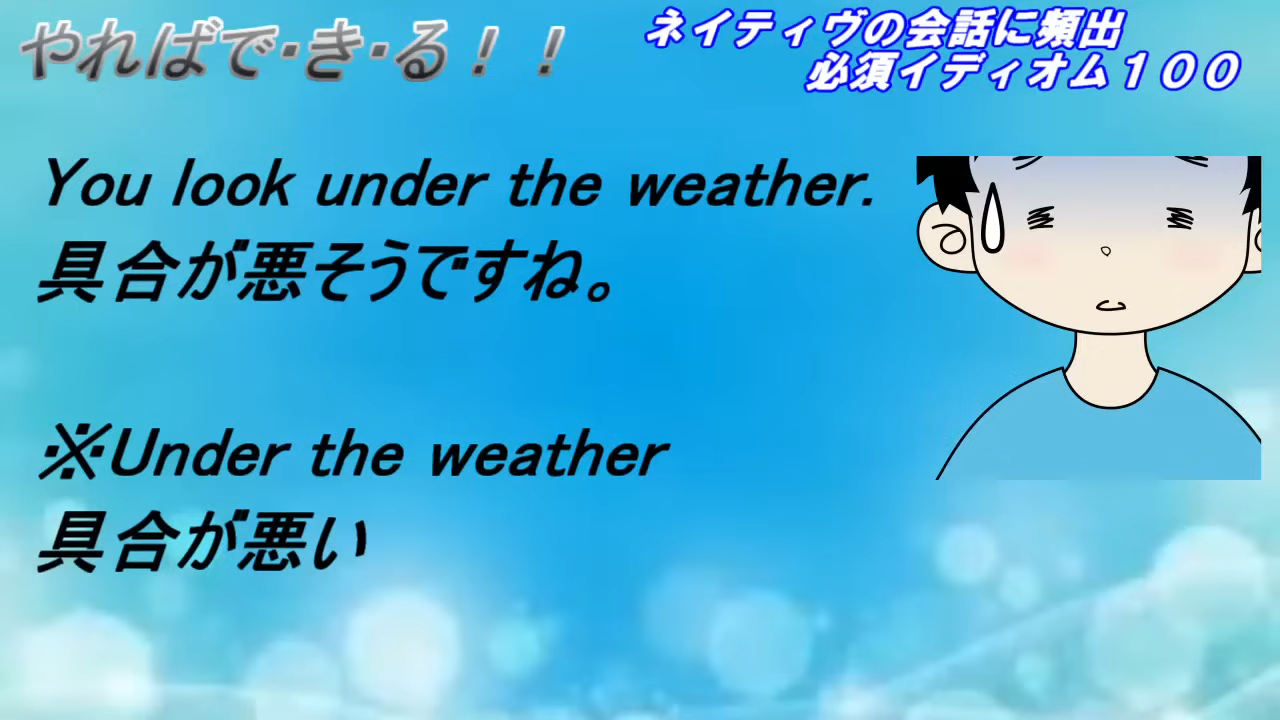 やればで・き・る！！
ネイティヴの会話に頻出
必須イディオム１００
You look under the weather.
具合が悪そうですね。
※Under the weather
具合が悪い